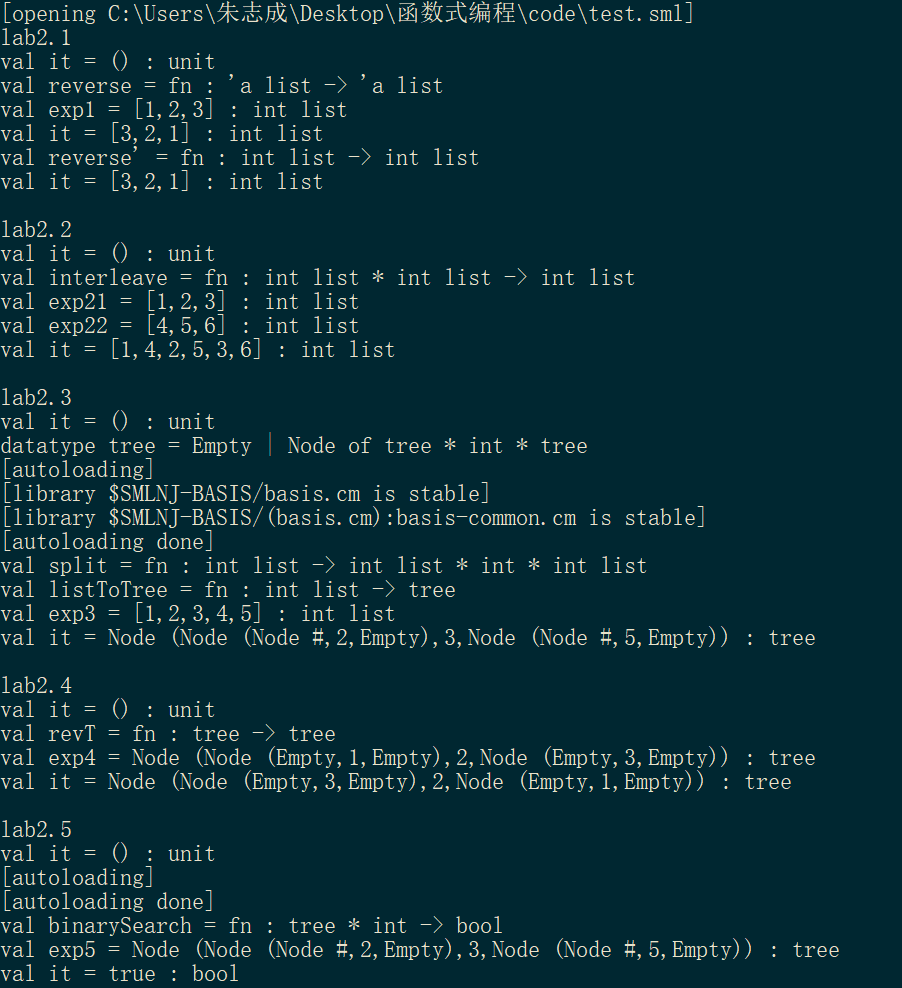 [opening C:\Users\朱志成\Desktop\函数式编程\code\test.sml]
lab2.1
val it = () : unit
val reverse = fn : 'a list -> 'a list
val exp1 = [1,2,3] : int list
val it = [3,2,1] : int list
val reverse' = fn : int list -> int list
val it = [3,2,1] : int list
lab2.2
val it = () : unit
val interleave = fn : int list * int list -> int list
val exp21 = [1,2,3] : int list
val exp22 = [4,5,6] : int list
val it = [1,4,2,5,3,6] : int list
lab2.3
val it = () : unit
datatype tree = Empty | Node of tree * int * tree
[autoloading]
[library $SMLNJ-BASIS/basis.cm is stable]
[library $SMLNJ-BASIS/(basis.cm):basis-common.cm is stable]
[autoloading done]
val split = fn : int list -> int list * int * int list
val listToTree = fn : int list -> tree
val exp3 = [1,2,3,4,5] : int list
val it = Node (Node (Node #,2,Empty),3,Node (Node #,5,Empty)) : tree
lab2.4
val it = () : unit
val revT = fn : tree -> tree
val exp4 = Node (Node (Empty,1,Empty),2,Node (Empty,3,Empty)) : tree
val it = Node (Node (Empty,3,Empty),2,Node (Empty,1,Empty)) : tree
lab2.5
val it = () : unit
[autoloading]
[autoloading done]
val binarySearch = fn : tree * int -> bool
val exp5 = Node (Node (Node #,2,Empty),3,Node (Node #,5,Empty)) : tree
val it = true : bool